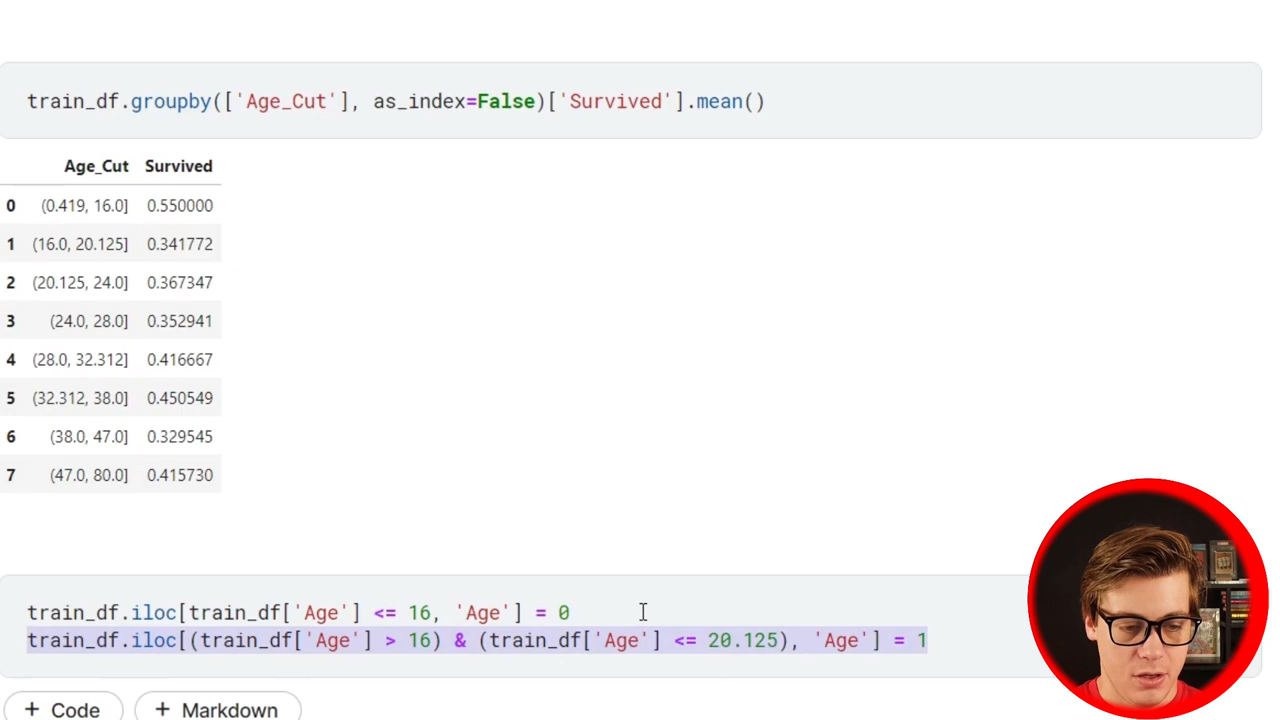 train_df.groupby(['Age_Cut'], as_index=False)['Survived'].mean()
Age_Cut Survived
0 (0.419, 16.0] 0.550000
1 (16.0, 20.125] 0.341772
2 (20.125, 24.0] 0.367347
3 (24.0, 28.0] 0.352941
4 (28.0, 32.312] 0.416667
5 (32.312, 38.0] 0.450549
6 (38.0, 47.0] 0.329545
7 (47.0, 80.0] 0.415730
train_df.iloc[train_df['Age'] <= 16, 'Age'] = 0
train_df.iloc[(train_df['Age'] > 16) & (train_df['Age'] <= 20.125), 'Age'] = 1
+ Code + Markdown